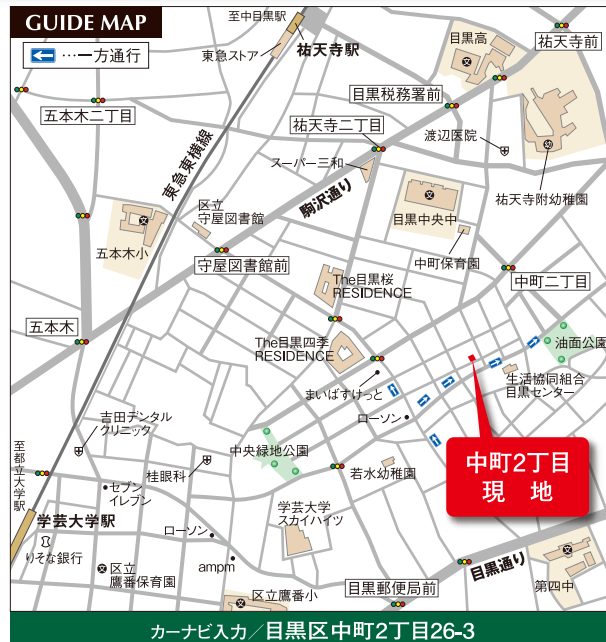 GUIDE MAP
…一方通行
至中目黒駅
東急ストア
祐天寺駅
目黒高
祐天寺前
五本木二丁目
目黒税務署前
祐天寺二丁目
渡辺医院
スーパー三和
東急東横線
駒沢通り
祐天寺附幼稚園
区立
守屋図書館
目黒中央中
五本木小
中町保育園
守屋図書館前
中町二丁目
The目黒桜
RESIDENCE
五本木
The目黒四季
RESIDENCE
油面公園
まいばすけっと
生活協同組合
目黒センター
ローソン
吉田デンタル
クリニック
中央緑地公園
中町2丁目
現 地
至都立大学駅
桂眼科
若水幼稚園
セブン
イレブン
学芸大学
スカイハイツ
学芸大学駅
ローソン
りそな銀行
ampm
目黒通り
区立
鷹番保育園
目黒郵便局前
第四中
区立鷹番小
カーナビ入力／目黒区中町2丁目26-3